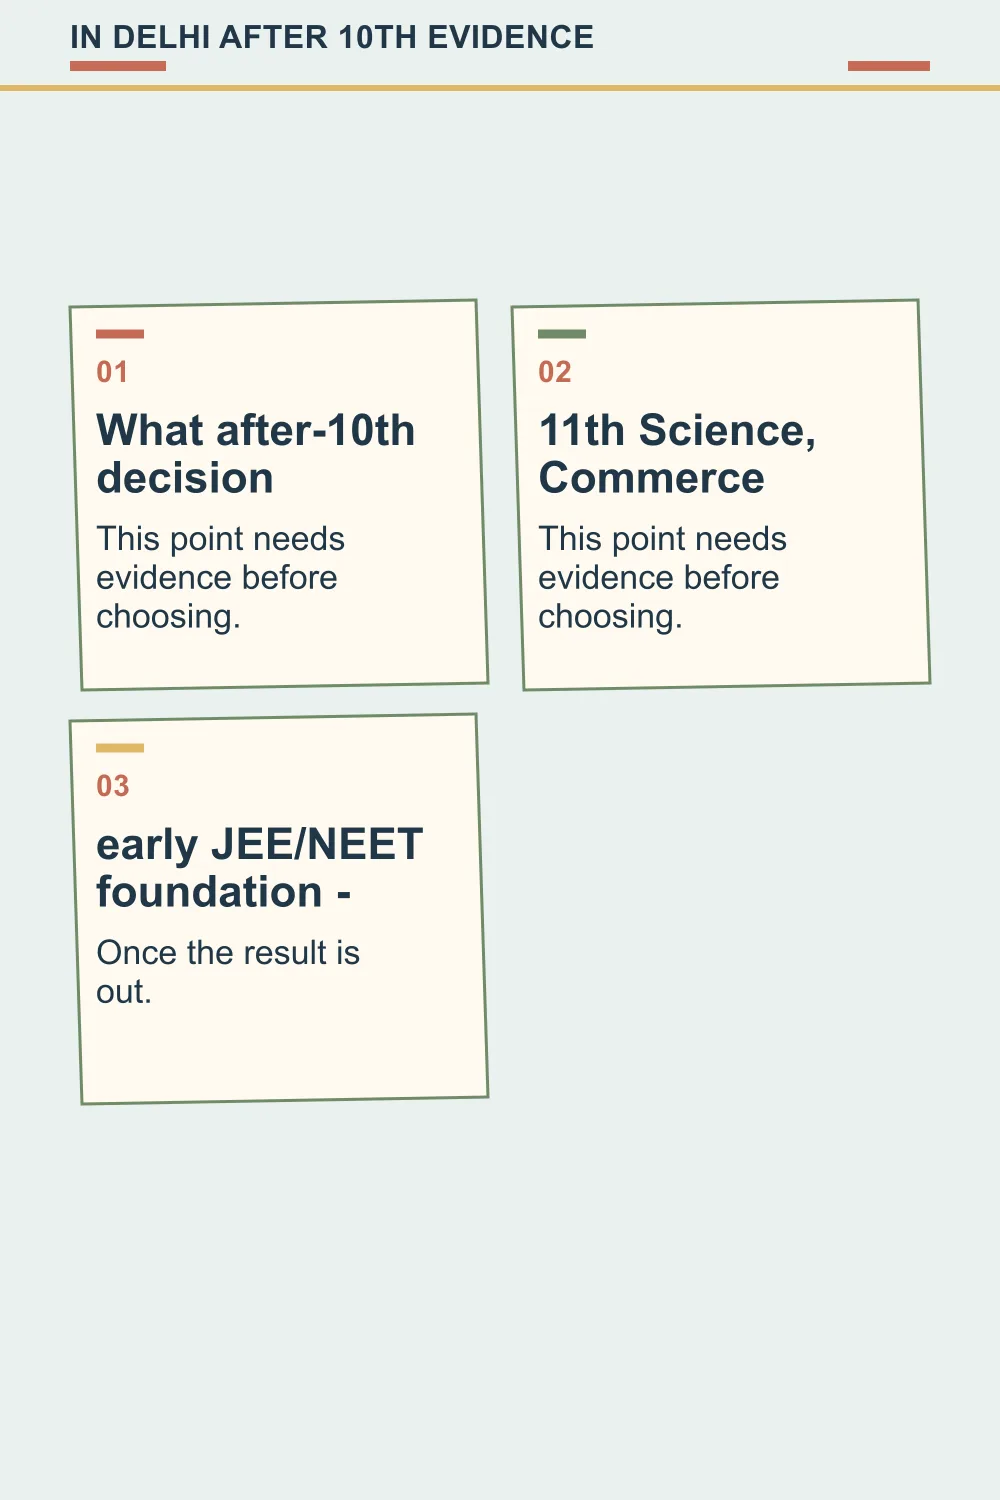 IN DELHI AFTER 10TH EVIDENCE
01
What after-10th
decision
This point needs
evidence before
choosing.
02
11th Science,
Commerce
This point needs
evidence before
choosing.
03
early JEE/NEET
foundation -
Once the result is
out.